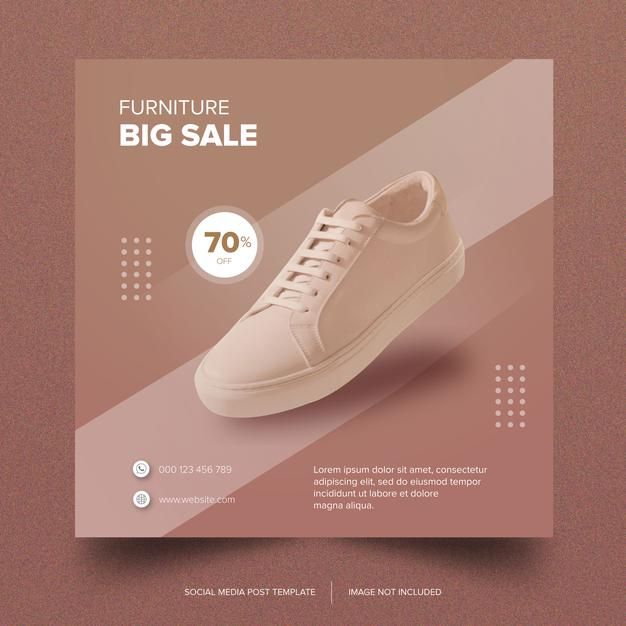 FURNITURE
BIG SALE
70%
OFF
000 123 456 789
www.website.com
Lorem ipsum dolor sit amet, consectetur
adipiscing elit, sed do eiusmod tempor
incididunt ut labore et dolore
magna aliqua.
SOCIAL MEDIA POST TEMPLATE
IMAGE NOT INCLUDED